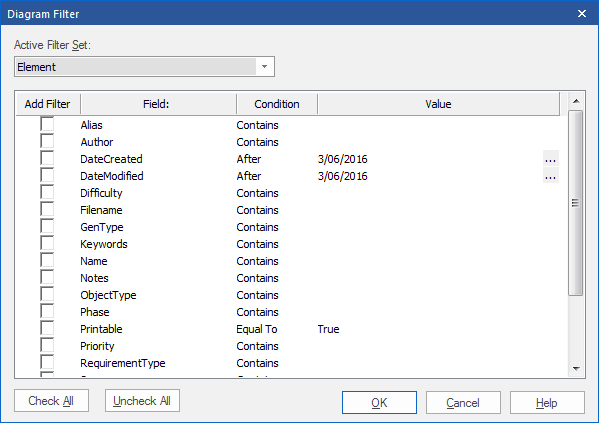 Diagram Filter
Active Filter Set:
Element
Add Filter Field: Condition Value
Alias Contains
Author Contains
DateCreated After 3/06/2016 ...
DateModified After 3/06/2016 ...
Difficulty Contains
Filename Contains
GenType Contains
Keywords Contains
Name Contains
Notes Contains
ObjectType Contains
Phase Contains
Printable Equal To True
Priority Contains
RequirementType Contains
Check All Uncheck All OK Cancel Help